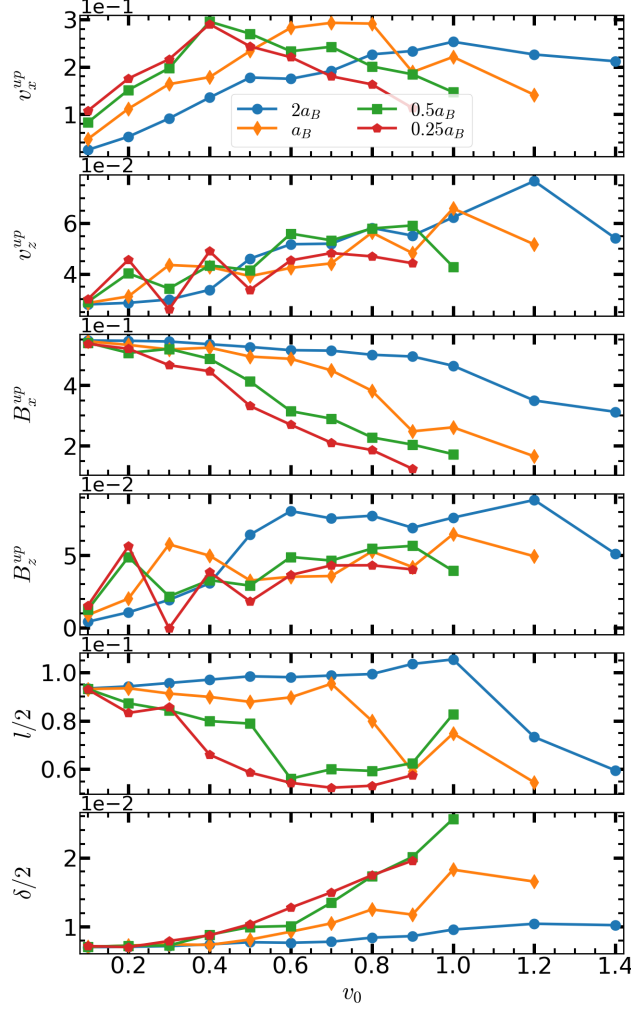 1e−1
3
2
1
v_x^{up}
2a_B
a_B
0.5a_B
0.25a_B
1e−2
6
4
v_z^{up}
1e−1
4
2
B_x^{up}
1e−2
5
0
B_z^{up}
1e−1
1.0
0.8
0.6
l/2
1e−2
2
1
δ/2
0.2 0.4 0.6 0.8 1.0 1.2 1.4
v_0